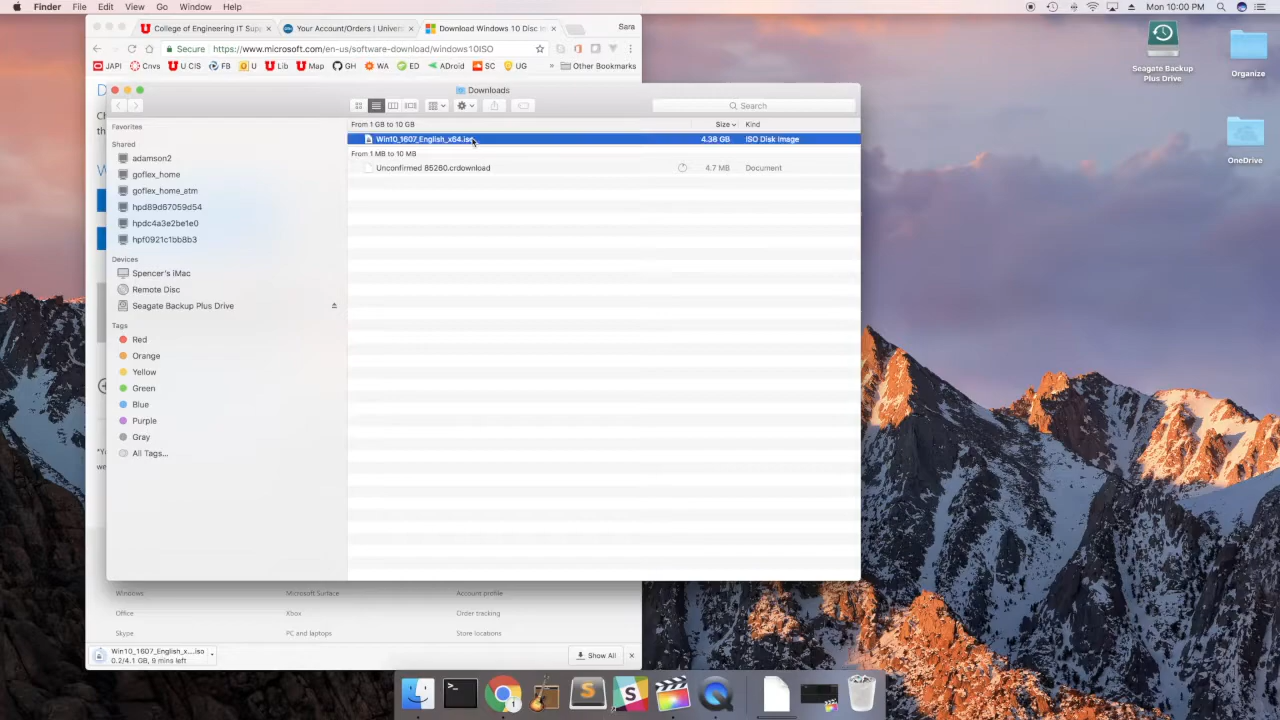 Finder File Edit View Go Window Help
Mon 10:00 PM
College of Engineering IT Supp
Your Account/Orders | Univers
Download Windows 10 Disc Im
Sara
Secure https://www.microsoft.com/en-us/software-download/windows10ISO
JAPI Cnvs U CIS FB U Lib Map GH WA ED ADroid SC UG » Other Bookmarks
Seagate Backup
Plus Drive
Organize
OneDrive
Downloads
Search
Favorites
Shared
adamson2
goflex_home
goflex_home_atm
hpd89d67059d54
hpdc4a3e2be1e0
hpf0921c1bb8b3
Devices
Spencer's iMac
Remote Disc
Seagate Backup Plus Drive
Tags
Red
Orange
Yellow
Green
Blue
Purple
Gray
All Tags...
From 1 GB to 10 GB Size Kind
Win10_1607_English_x64.iso 4.38 GB ISO Disk Image
From 1 MB to 10 MB
Unconfirmed 85260.crdownload 4.7 MB Document
Windows Microsoft Surface Account profile
Office Xbox Order tracking
Skype PC and laptops Store locations
Win10_1607_English_x....iso
0.2/4.1 GB, 9 mins left
Show All
1